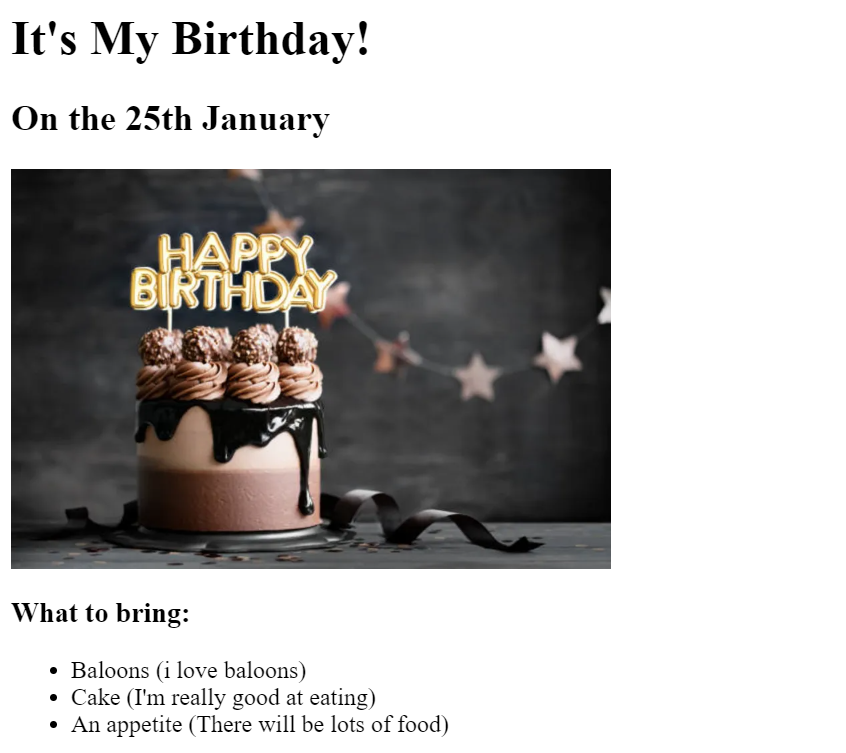 It's My Birthday!
On the 25th January
HAPPY
BIRTHDAY
What to bring:
• Baloons (i love baloons)
• Cake (I'm really good at eating)
• An appetite (There will be lots of food)